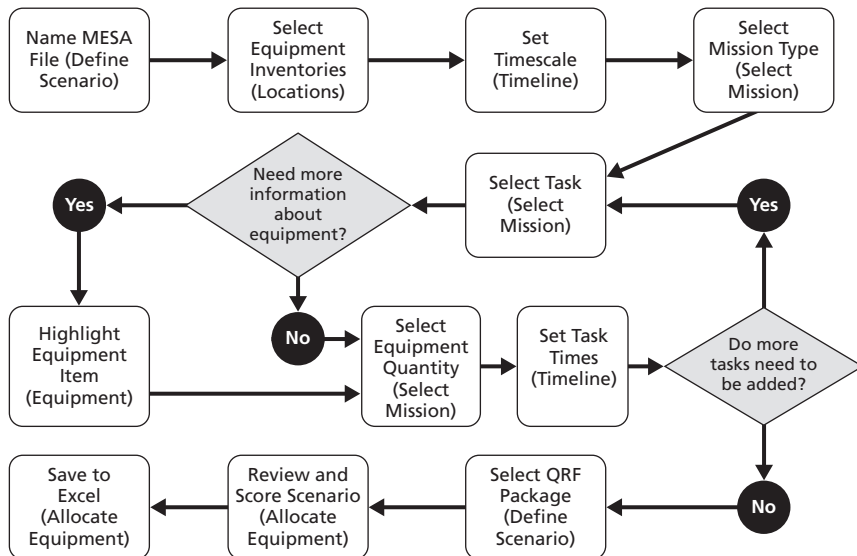 Name MESA
File (Define
Scenario)
Select
Equipment
Inventories
(Locations)
Set
Timescale
(Timeline)
Select
Mission Type
(Select
Mission)
Need more
information
about
equipment?
Select Task
(Select
Mission)
Yes
Yes
Highlight
Equipment
Item
(Equipment)
No
Select
Equipment
Quantity
(Select
Mission)
Set Task
Times
(Timeline)
Do more
tasks need to
be added?
Save to
Excel
(Allocate
Equipment)
Review and
Score Scenario
(Allocate
Equipment)
Select QRF
Package
(Define
Scenario)
No